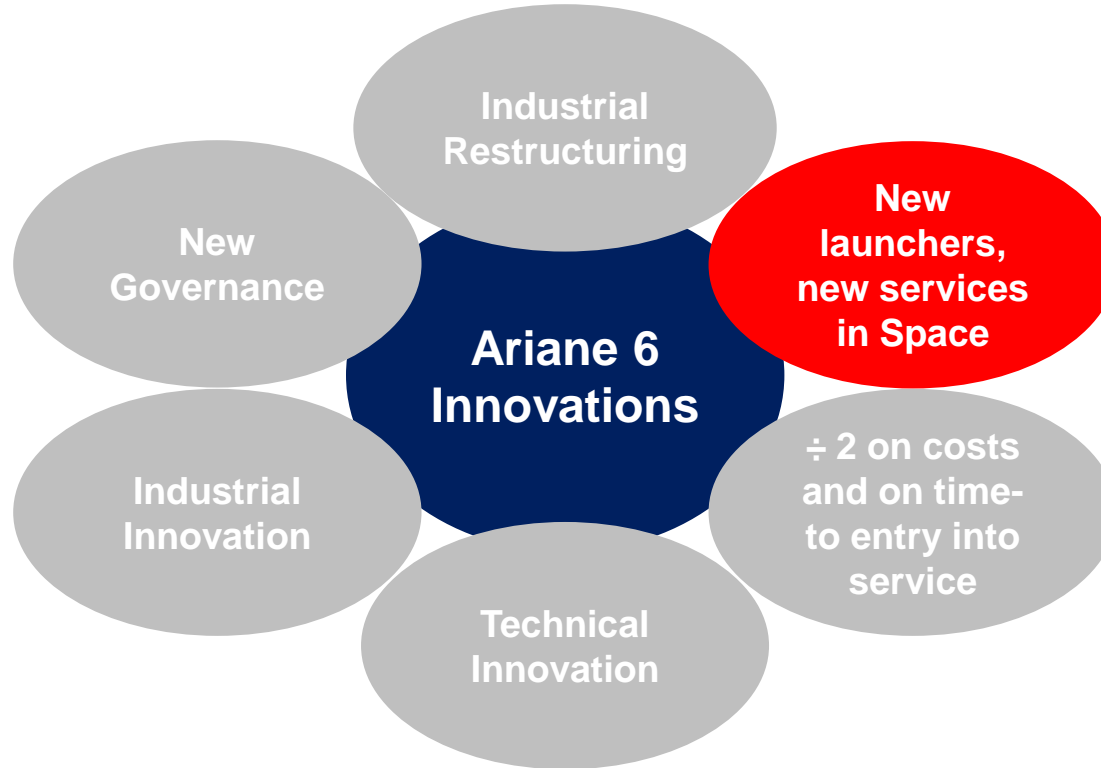 Industrial
Restructuring
New
launchers,
new services
in Space
New
Governance
Ariane 6
Innovations
÷ 2 on costs
and on time-
to entry into
service
Industrial
Innovation
Technical
Innovation